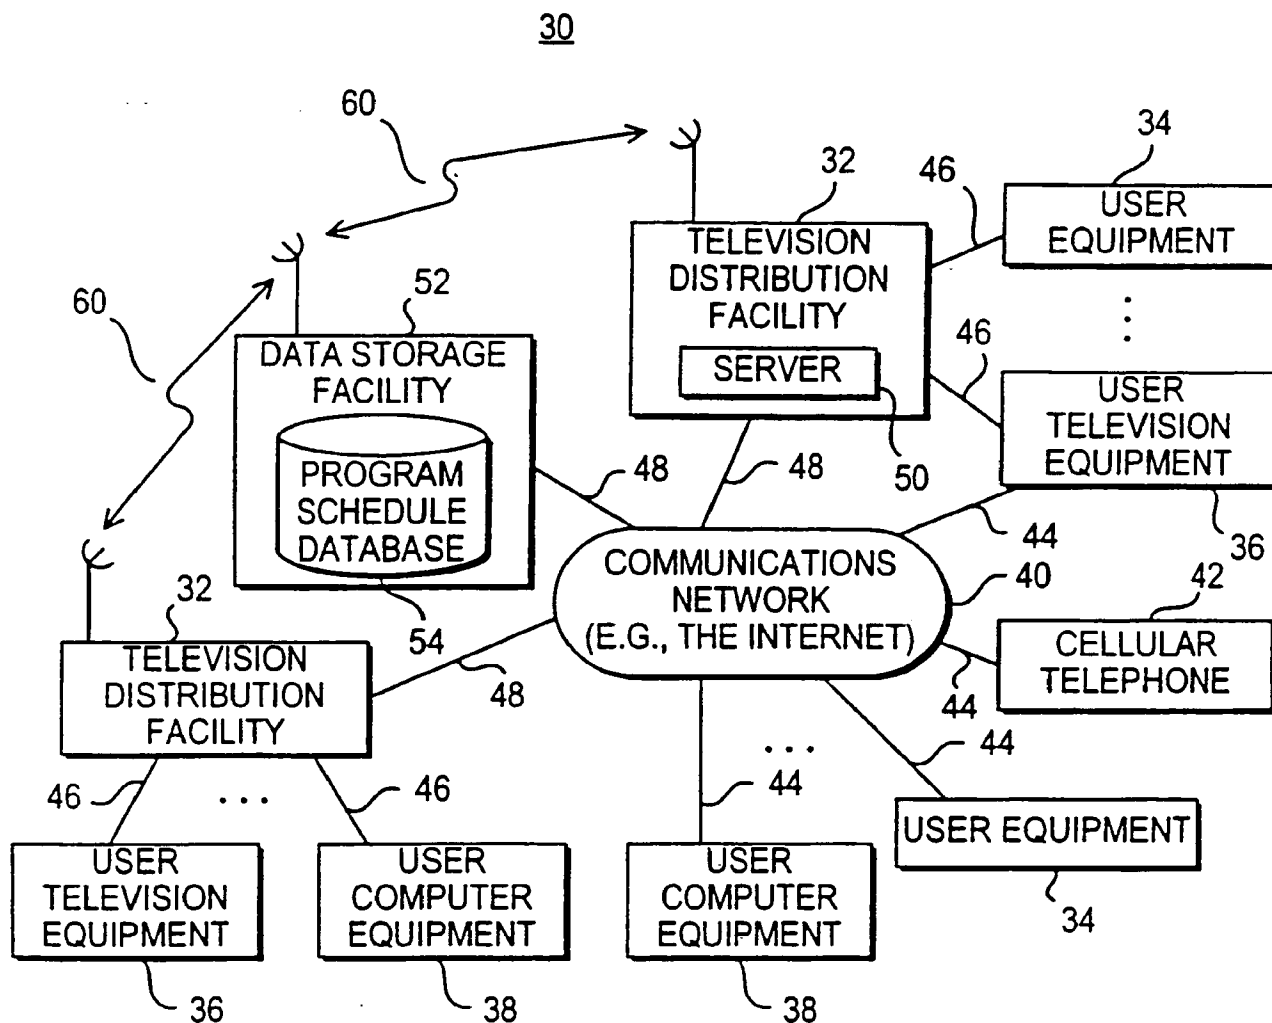 30
60
60
32
46
34
USER
EQUIPMENT
TELEVISION
DISTRIBUTION
FACILITY
SERVER
50
52
DATA STORAGE
FACILITY
PROGRAM
SCHEDULE
DATABASE
54
46
USER
TELEVISION
EQUIPMENT
36
48
48
44
COMMUNICATIONS
NETWORK
(E.G., THE INTERNET)
40
42
CELLULAR
TELEPHONE
44
32
TELEVISION
DISTRIBUTION
FACILITY
48
46
. . .
46
44
. . .
44
USER EQUIPMENT
34
USER
TELEVISION
EQUIPMENT
36
USER
COMPUTER
EQUIPMENT
38
USER
COMPUTER
EQUIPMENT
38